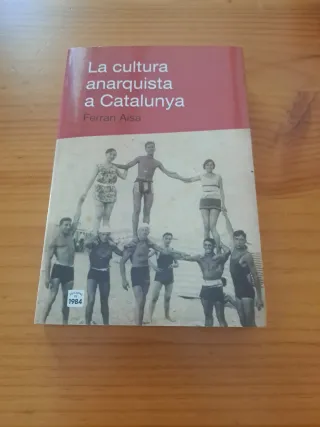 La cultura
anarquista
a Catalunya
Ferran Aisa
1984